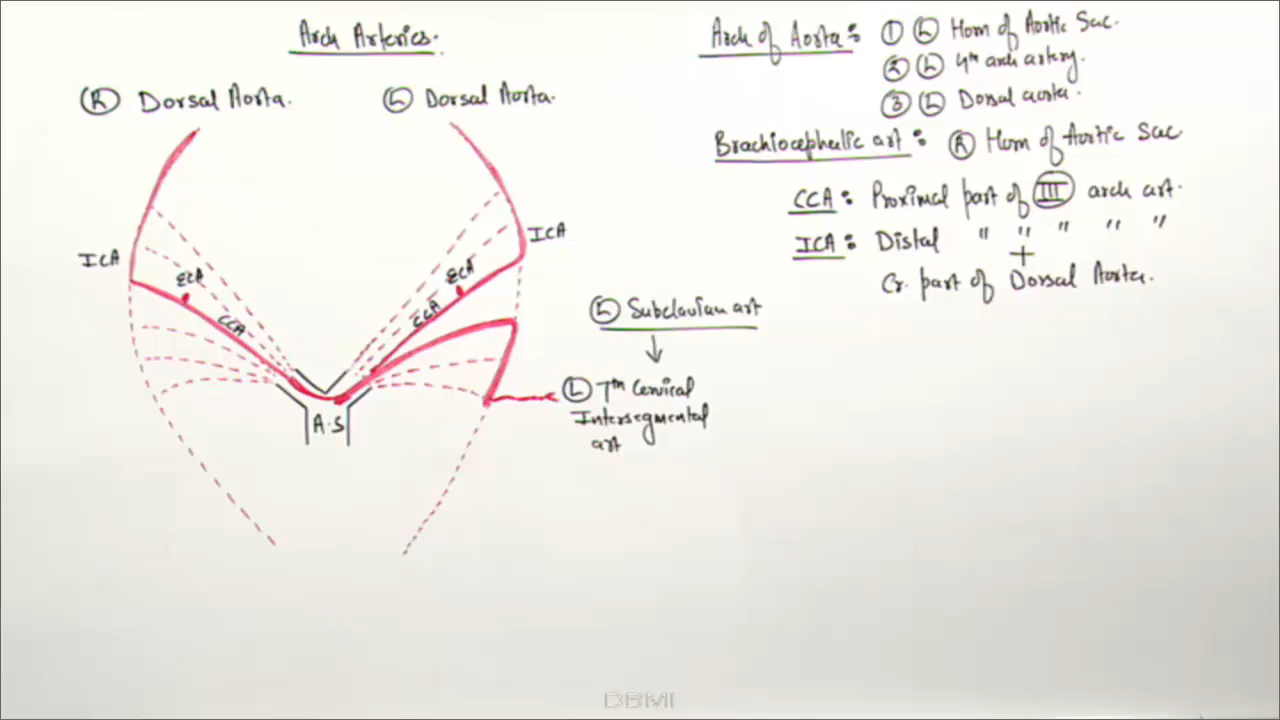 Arch Arteries.
(R) Dorsal Aorta.
(L) Dorsal Aorta.
ICA
ECA
CCA
ICA
ECA
CCA
A.S
(L) Subclavian art
↓
(L) 7th Cervical
Intersegmental
art
Arch of Aorta: ① (L) Horn of Aortic Sac.
② (L) 4th arch artery.
③ (L) Dorsal aorta.
Brachiocephalic art: (R) Horn of Aortic Sac
CCA: Proximal part of III arch art.
ICA: Distal " " " " "
+
Cr. part of Dorsal Aorta.